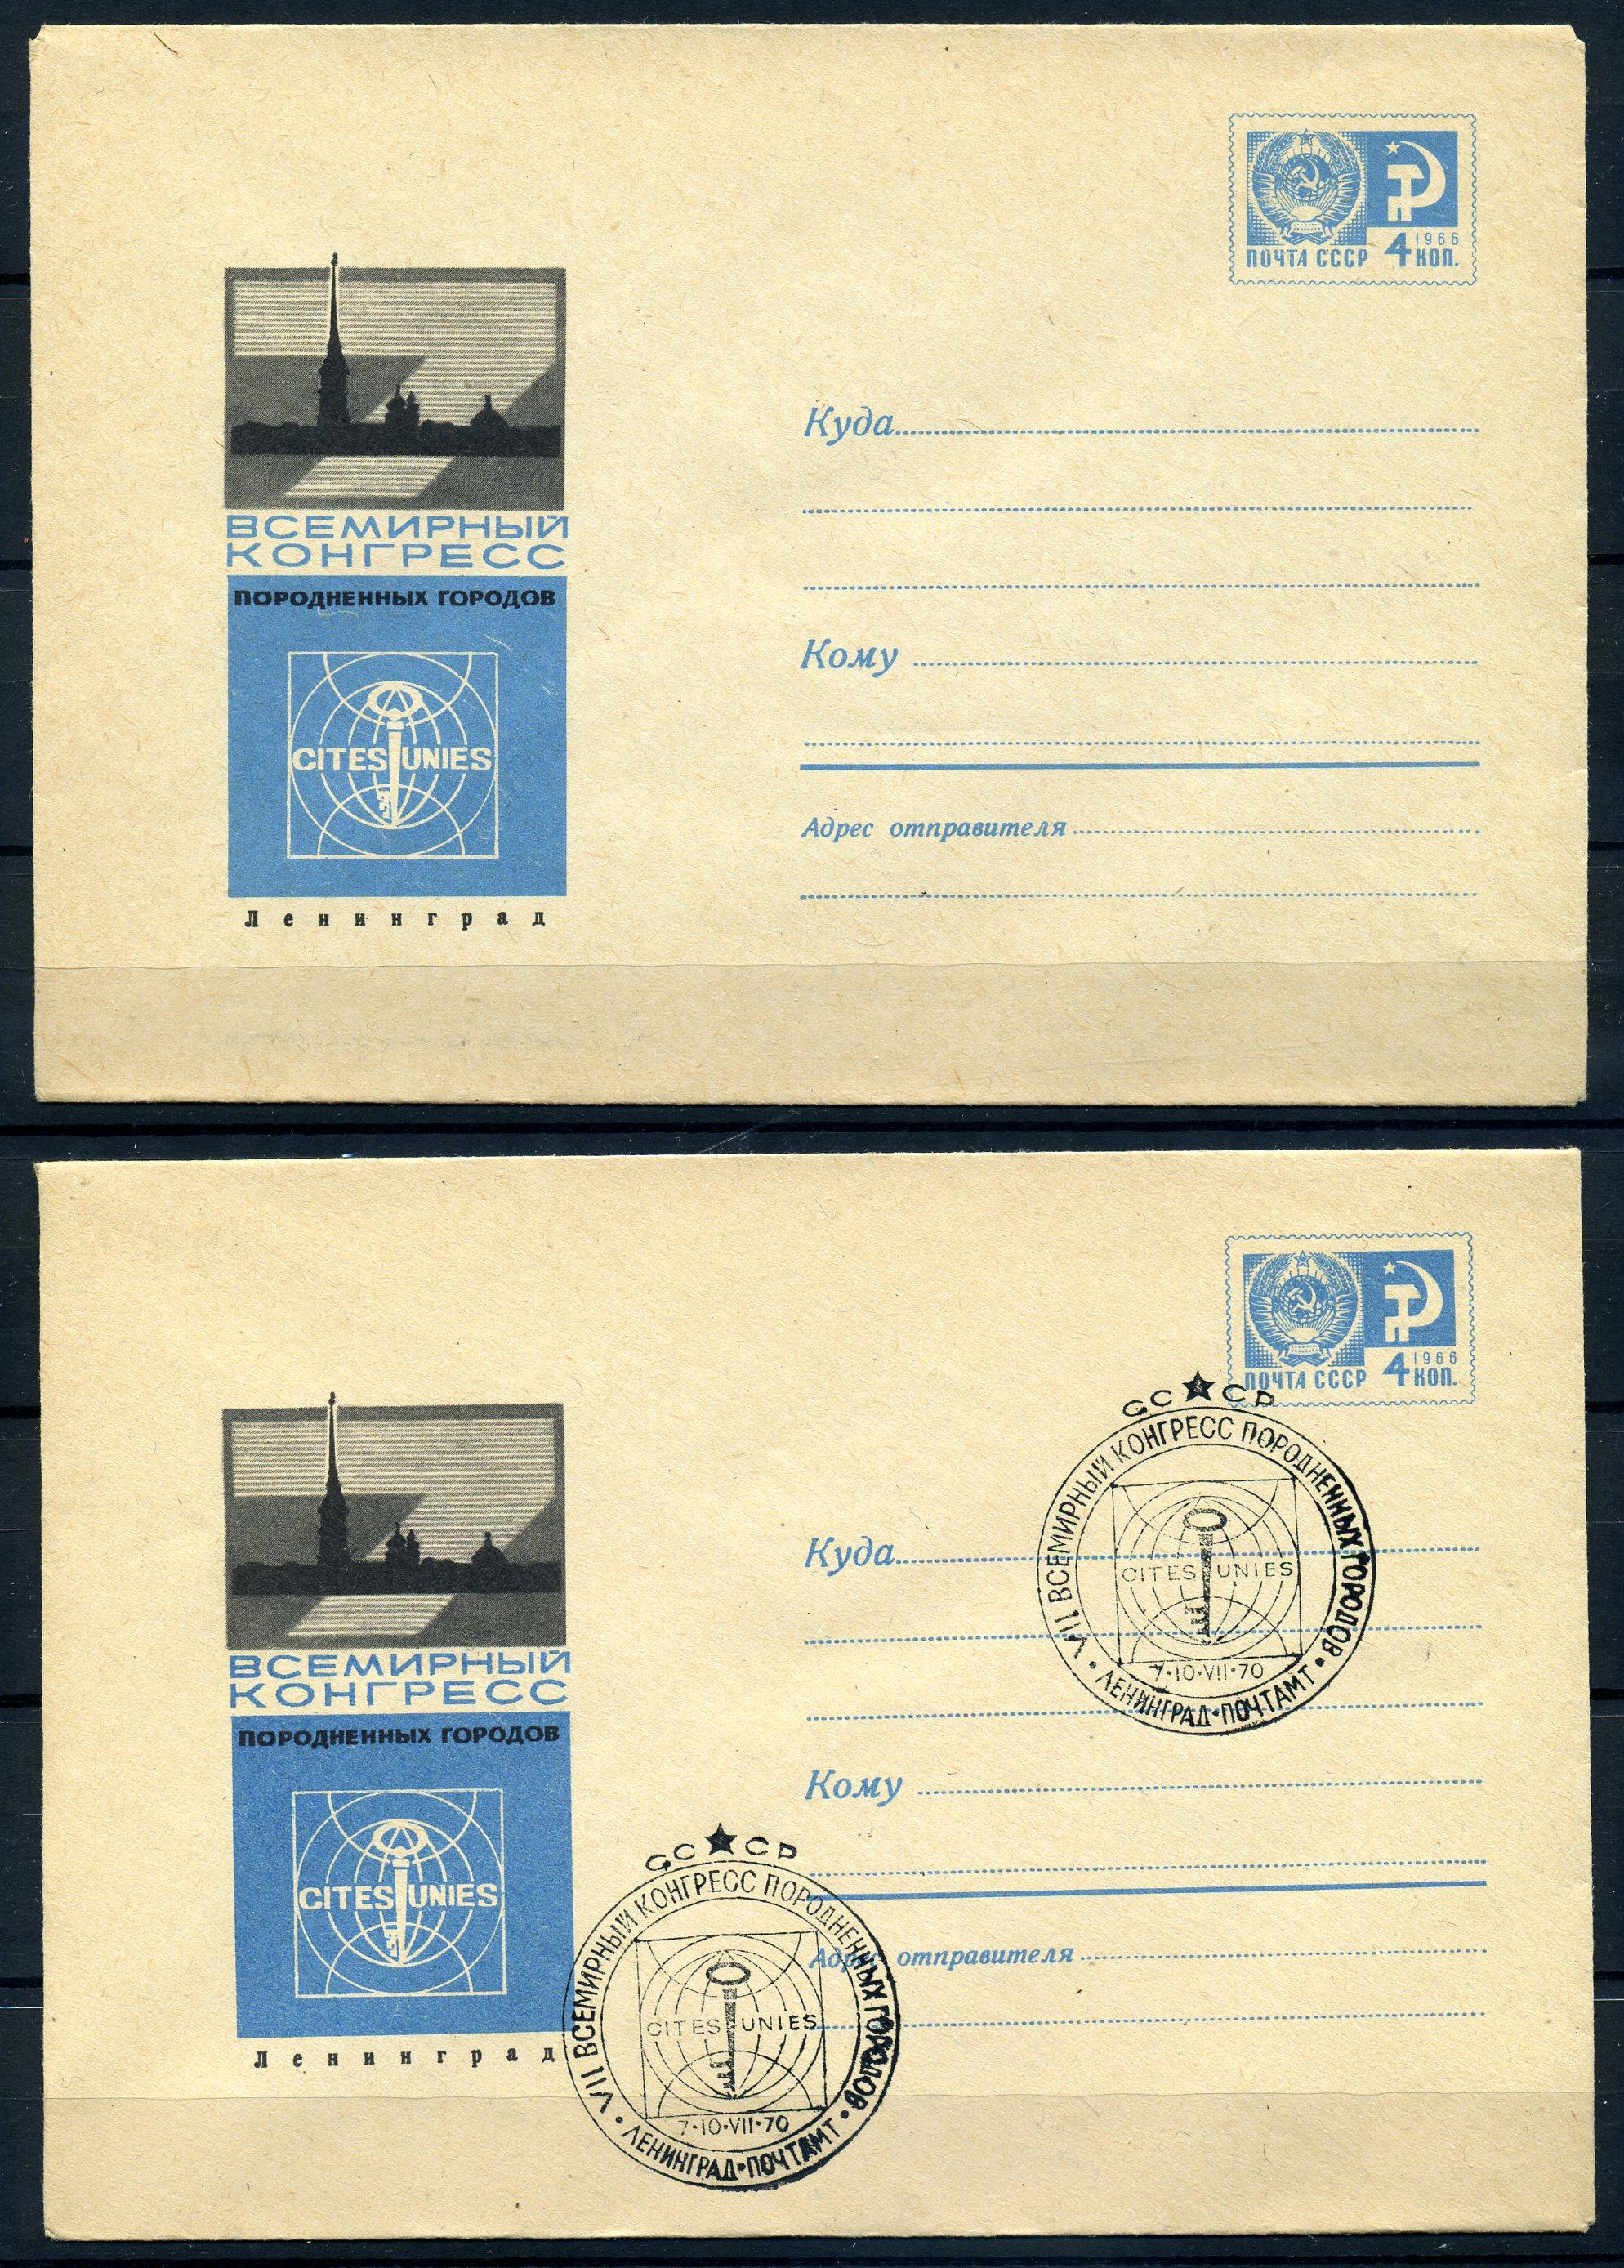 1966
ПОЧТА СССР 4 КОП.
ВСЕМИРНЫЙ
КОНГРЕСС
ПОРОДНЕННЫХ ГОРОДОВ
CITES UNIES
Ленинград
Куда
Кому
Адрес отправителя
1966
ПОЧТА СССР 4 КОП.
СССР
VII ВСЕМИРНЫЙ КОНГРЕСС ПОРОДНЕННЫХ ГОРОДОВ
CITES UNIES
7·10·VII·70
ЛЕНИНГРАД·ПОЧТАМТ
ВСЕМИРНЫЙ
КОНГРЕСС
ПОРОДНЕННЫХ ГОРОДОВ
CITES UNIES
Ленинград
Куда
Кому
Адрес отправителя
СССР
VII ВСЕМИРНЫЙ КОНГРЕСС ПОРОДНЕННЫХ ГОРОДОВ
CITES UNIES
7·10·VII·70
ЛЕНИНГРАД·ПОЧТАМТ